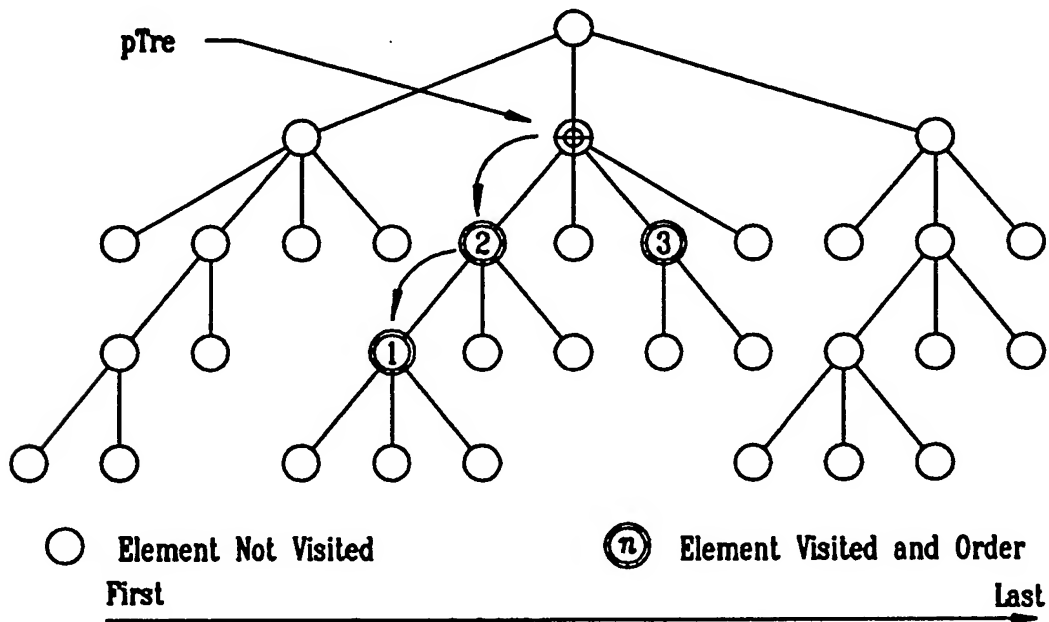 pTre
2
3
1
Element Not Visited
n Element Visited and Order
First
Last